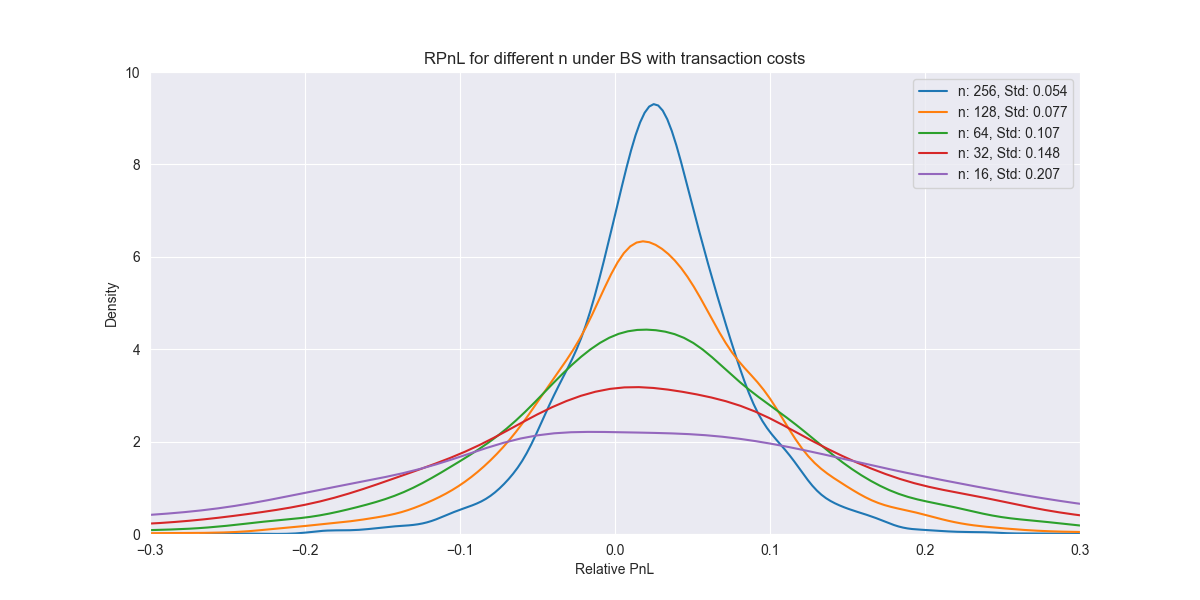 RPnL for different n under BS with transaction costs
n: 256, Std: 0.054
n: 128, Std: 0.077
n: 64, Std: 0.107
n: 32, Std: 0.148
n: 16, Std: 0.207
10
8
6
4
2
0
Density
−0.3 −0.2 −0.1 0.0 0.1 0.2 0.3
Relative PnL